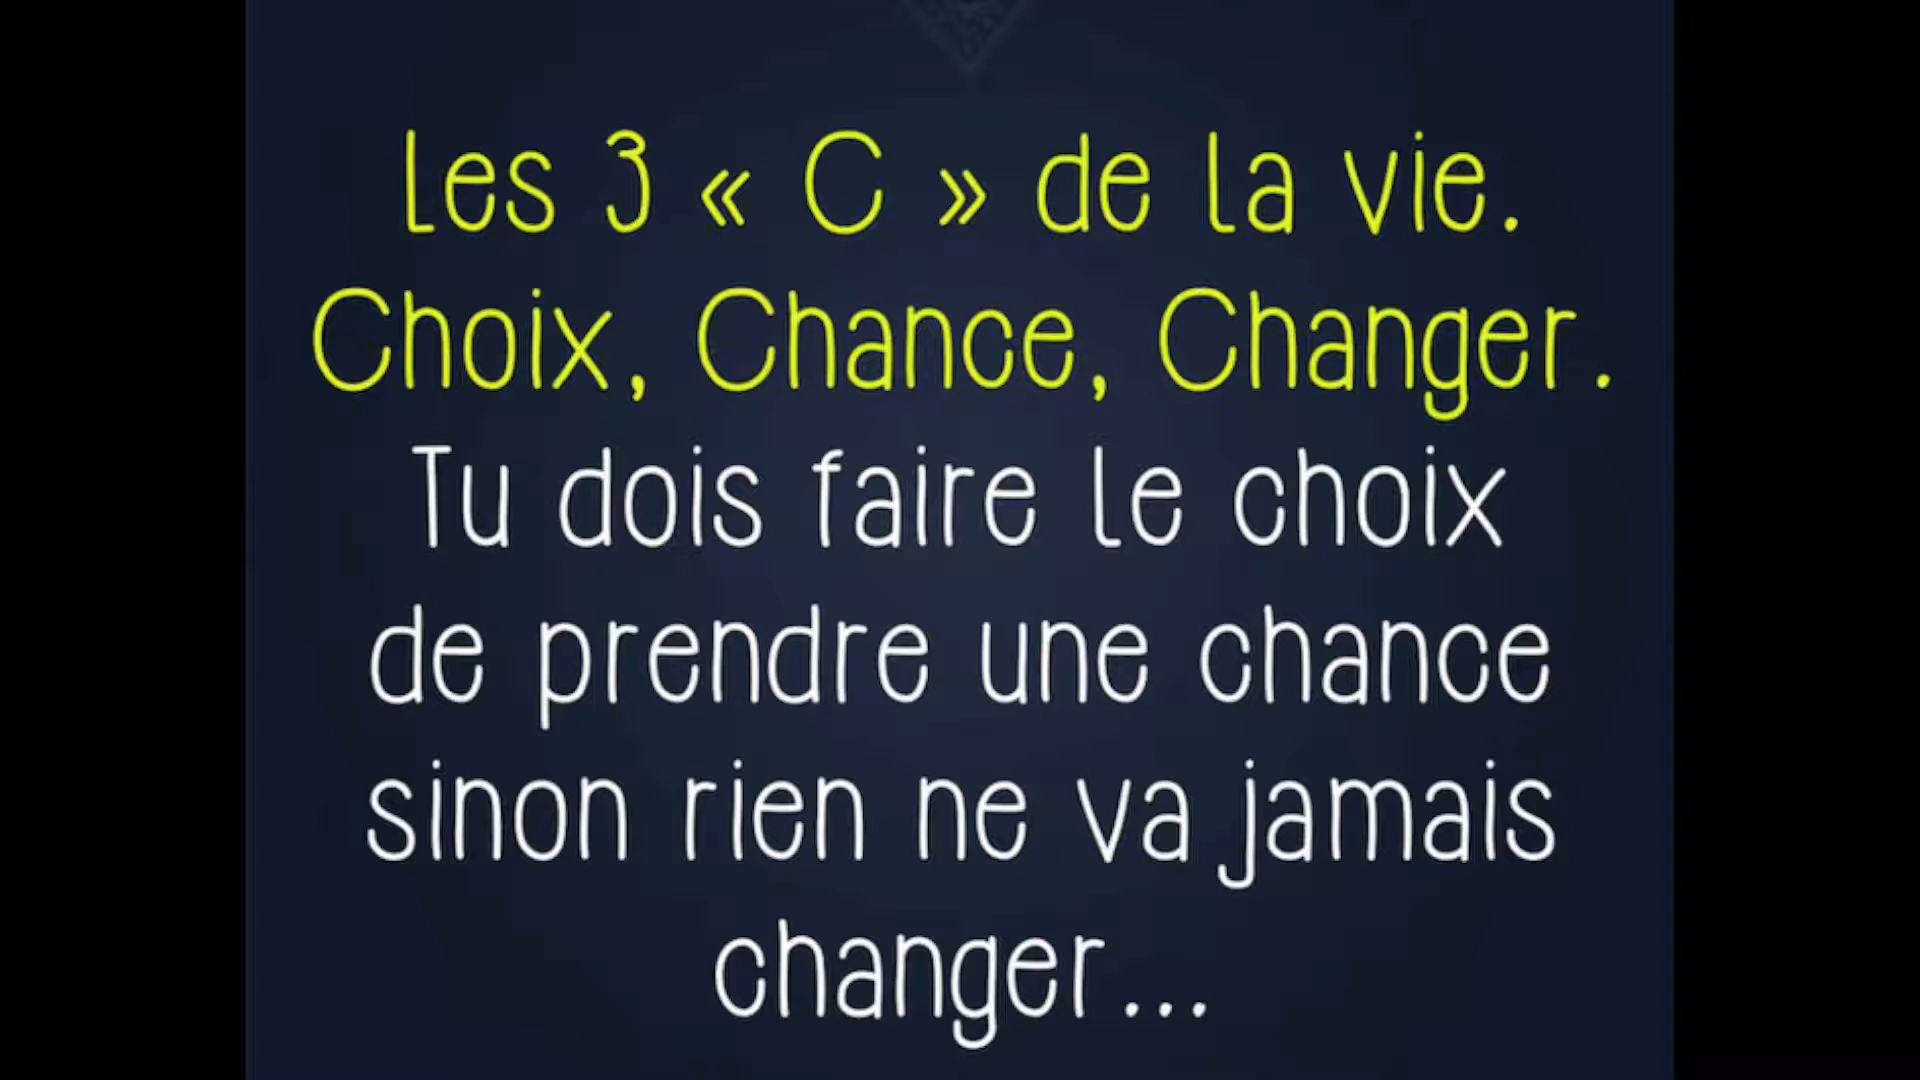 Les 3 « C » de la vie.
Choix, Chance, Changer.
Tu dois faire le choix
de prendre une chance
sinon rien ne va jamais
changer...